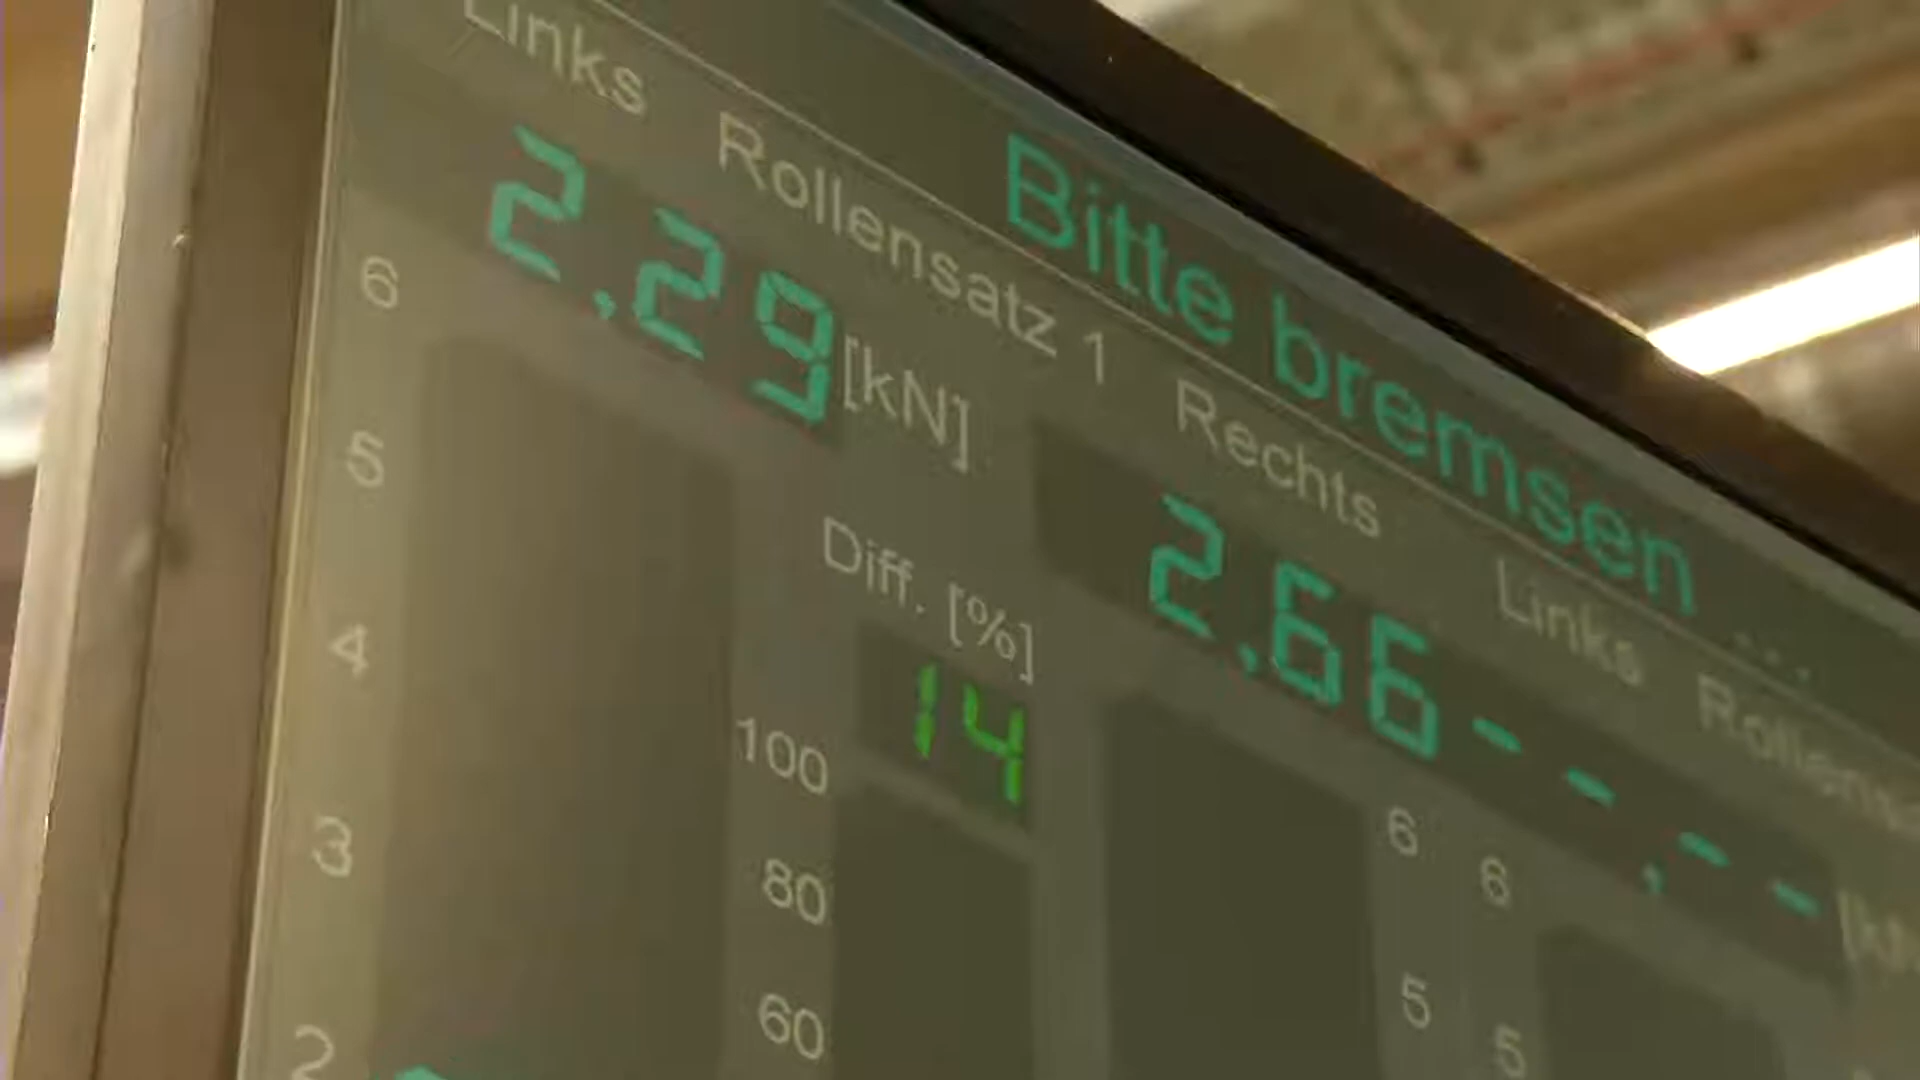 Bitte bremsen ...
Links Rollensatz 1 Rechts
2,29 [kN] 2,66
Diff. [%]
14
6
5
4
3
2
100
80
60
6
5
Links
--,--
6
5